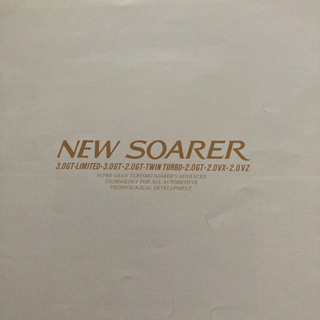 NEW SOARER
3.0GT-LIMITED•3.0GT•2.0GT-TWIN TURBO•2.0GT•2.0VX•2.0VZ
SUPER GRAN TURISMO SOARER'S ADVANCED
TECHNOLOGY FOR ALL AUTOMOTIVE
TECHNOLOGICAL DEVELOPMENT.